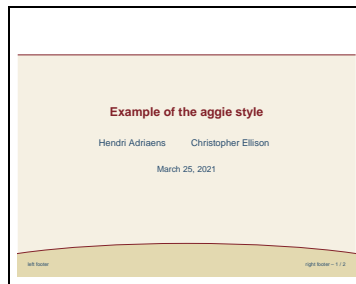 Example of the aggie style
Hendri Adriaens Christopher Ellison
March 25, 2021
left footer right footer – 1 / 2